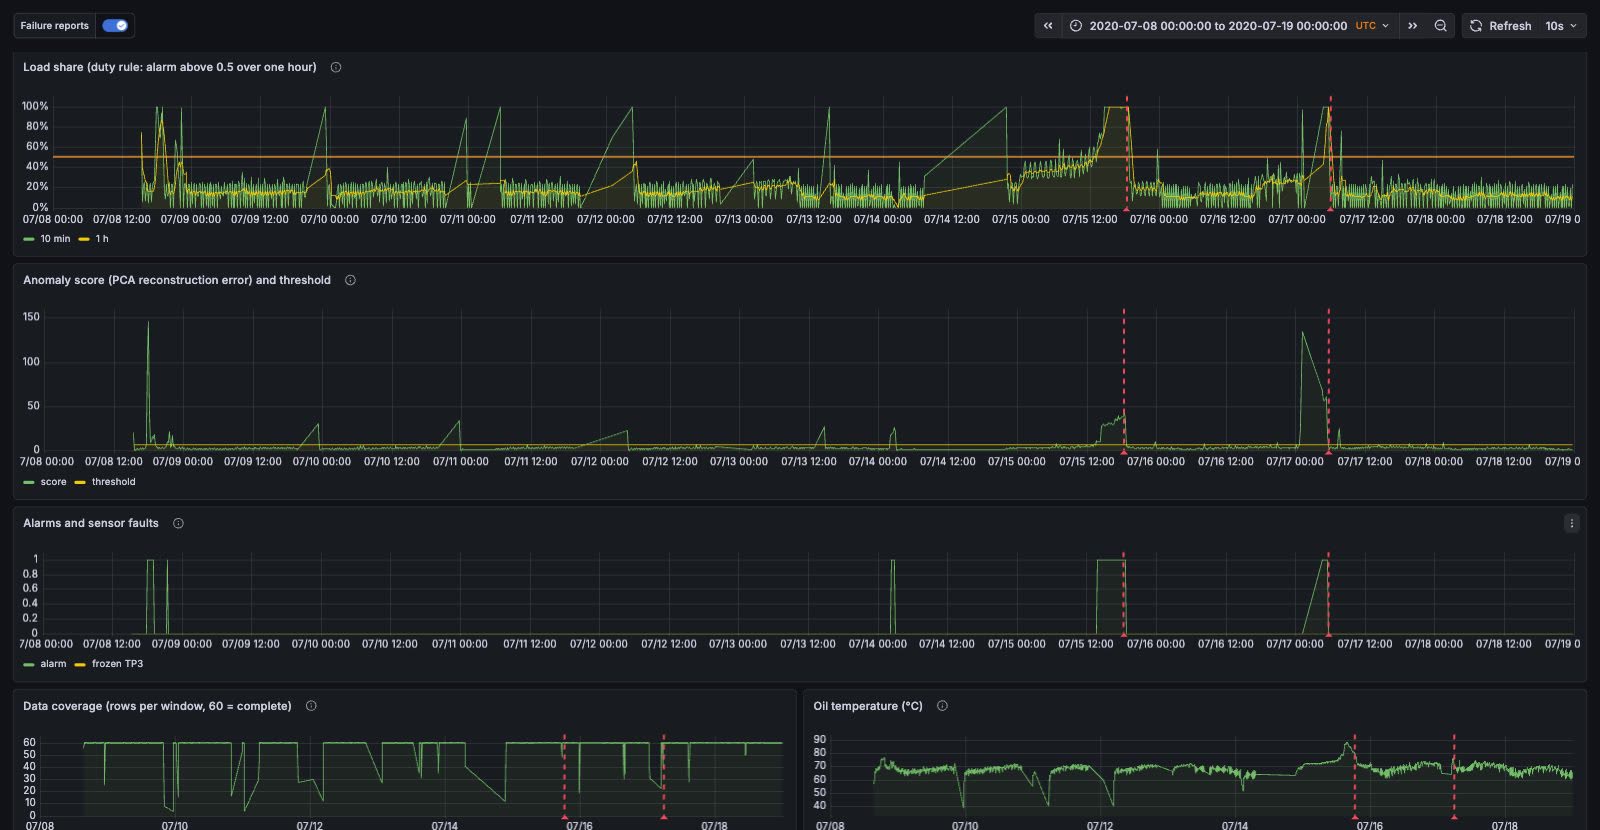 Failure reports
2020-07-08 00:00:00 to 2020-07-19 00:00:00 UTC
Refresh 10s
Load share (duty rule: alarm above 0.5 over one hour)
100%
80%
60%
40%
20%
0%
07/08 00:00 07/08 12:00 07/09 00:00 07/09 12:00 07/10 00:00 07/10 12:00 07/11 00:00 07/11 12:00 07/12 00:00 07/12 12:00 07/13 00:00 07/13 12:00 07/14 00:00 07/14 12:00 07/15 00:00 07/15 12:00 07/16 00:00 07/16 12:00 07/17 00:00 07/17 12:00 07/18 00:00 07/18 12:00 07/19 0
10 min 1 h
Anomaly score (PCA reconstruction error) and threshold
150
100
50
0
7/08 00:00 07/08 12:00 07/09 00:00 07/09 12:00 07/10 00:00 07/10 12:00 07/11 00:00 07/11 12:00 07/12 00:00 07/12 12:00 07/13 00:00 07/13 12:00 07/14 00:00 07/14 12:00 07/15 00:00 07/15 12:00 07/16 00:00 07/16 12:00 07/17 00:00 07/17 12:00 07/18 00:00 07/18 12:00 07/19 0
score threshold
Alarms and sensor faults
1
0.8
0.6
0.4
0.2
0
7/08 00:00 07/08 12:00 07/09 00:00 07/09 12:00 07/10 00:00 07/10 12:00 07/11 00:00 07/11 12:00 07/12 00:00 07/12 12:00 07/13 00:00 07/13 12:00 07/14 00:00 07/14 12:00 07/15 00:00 07/15 12:00 07/16 00:00 07/16 12:00 07/17 00:00 07/17 12:00 07/18 00:00 07/18 12:00 07/19 0
alarm frozen TP3
Data coverage (rows per window, 60 = complete)
60
50
40
30
20
10
0
07/08 07/10 07/12 07/14 07/16 07/18
Oil temperature (°C)
90
80
70
60
50
40
07/08 07/10 07/12 07/14 07/16 07/18